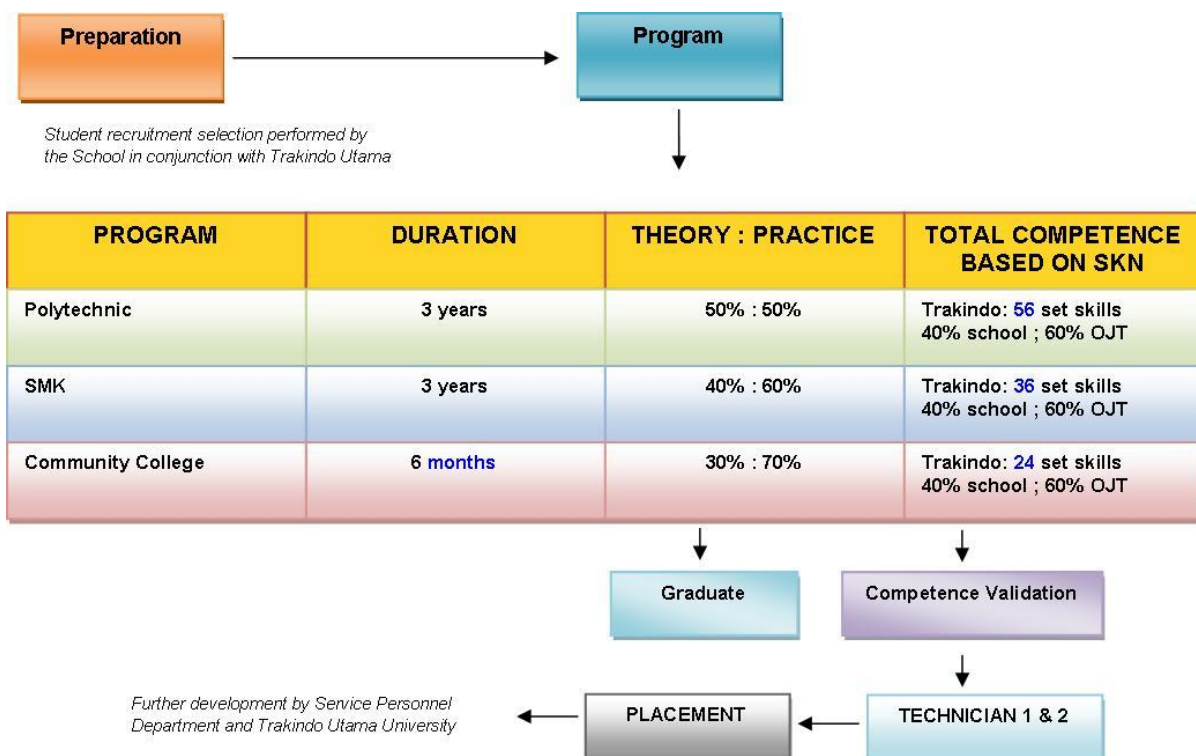 Preparation
Program
Student recruitment selection performed by
the School in conjunction with Trakindo Utama
PROGRAM
DURATION
THEORY : PRACTICE
TOTAL COMPETENCE
BASED ON SKN
Polytechnic
3 years
50% : 50%
Trakindo: 56 set skills
40% school ; 60% OJT
SMK
3 years
40% : 60%
Trakindo: 36 set skills
40% school ; 60% OJT
Community College
6 months
30% : 70%
Trakindo: 24 set skills
40% school ; 60% OJT
Graduate
Competence Validation
Further development by Service Personnel
Department and Trakindo Utama University
PLACEMENT
TECHNICIAN 1 & 2